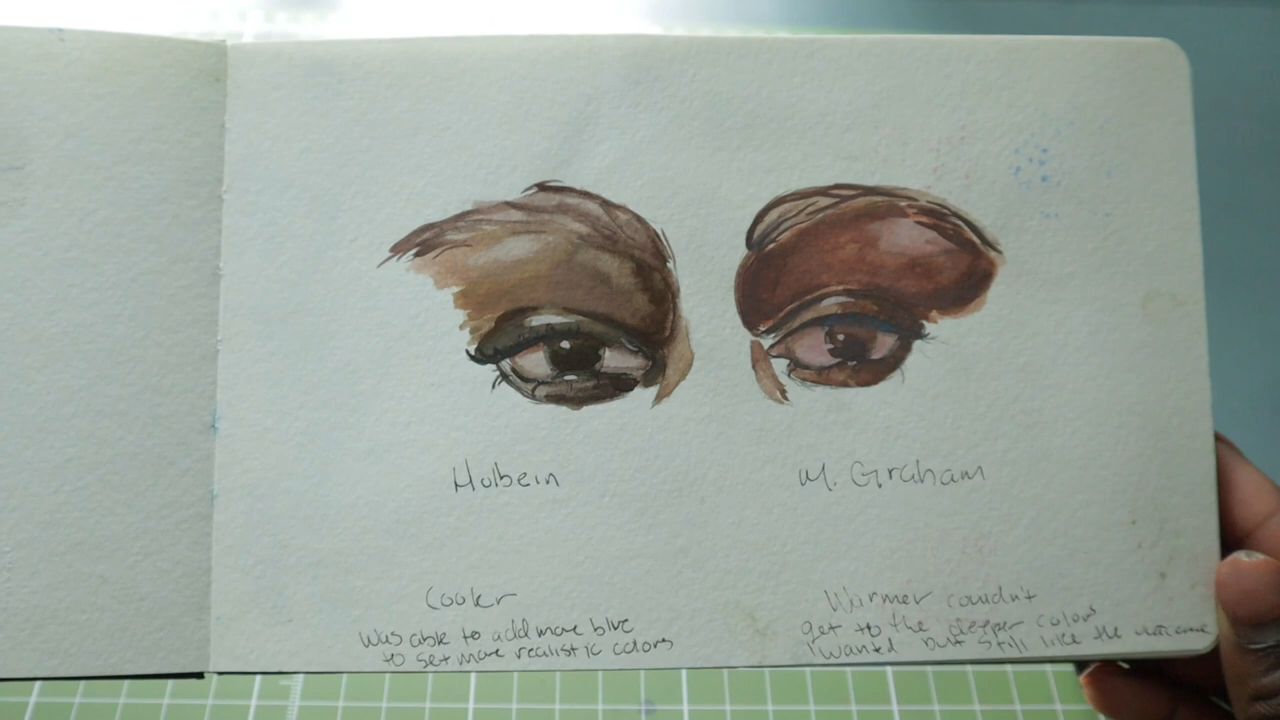 Holbein
M. Graham
Cooler
Was able to add more blue
to get more realistic colors
Warmer couldn't
get to the deeper colors
I wanted but still like the